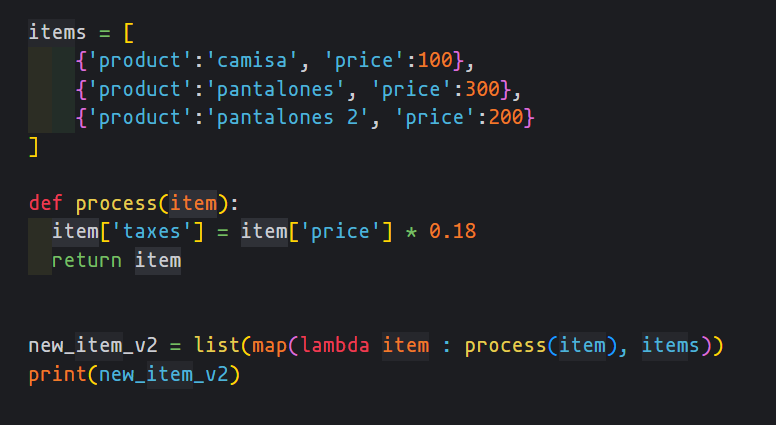 items = [
    {'product':'camisa', 'price':100},
    {'product':'pantalones', 'price':300},
    {'product':'pantalones 2', 'price':200}
]
def process(item):
  item['taxes'] = item['price'] * 0.18
  return item
new_item_v2 = list(map(lambda item : process(item), items))
print(new_item_v2)